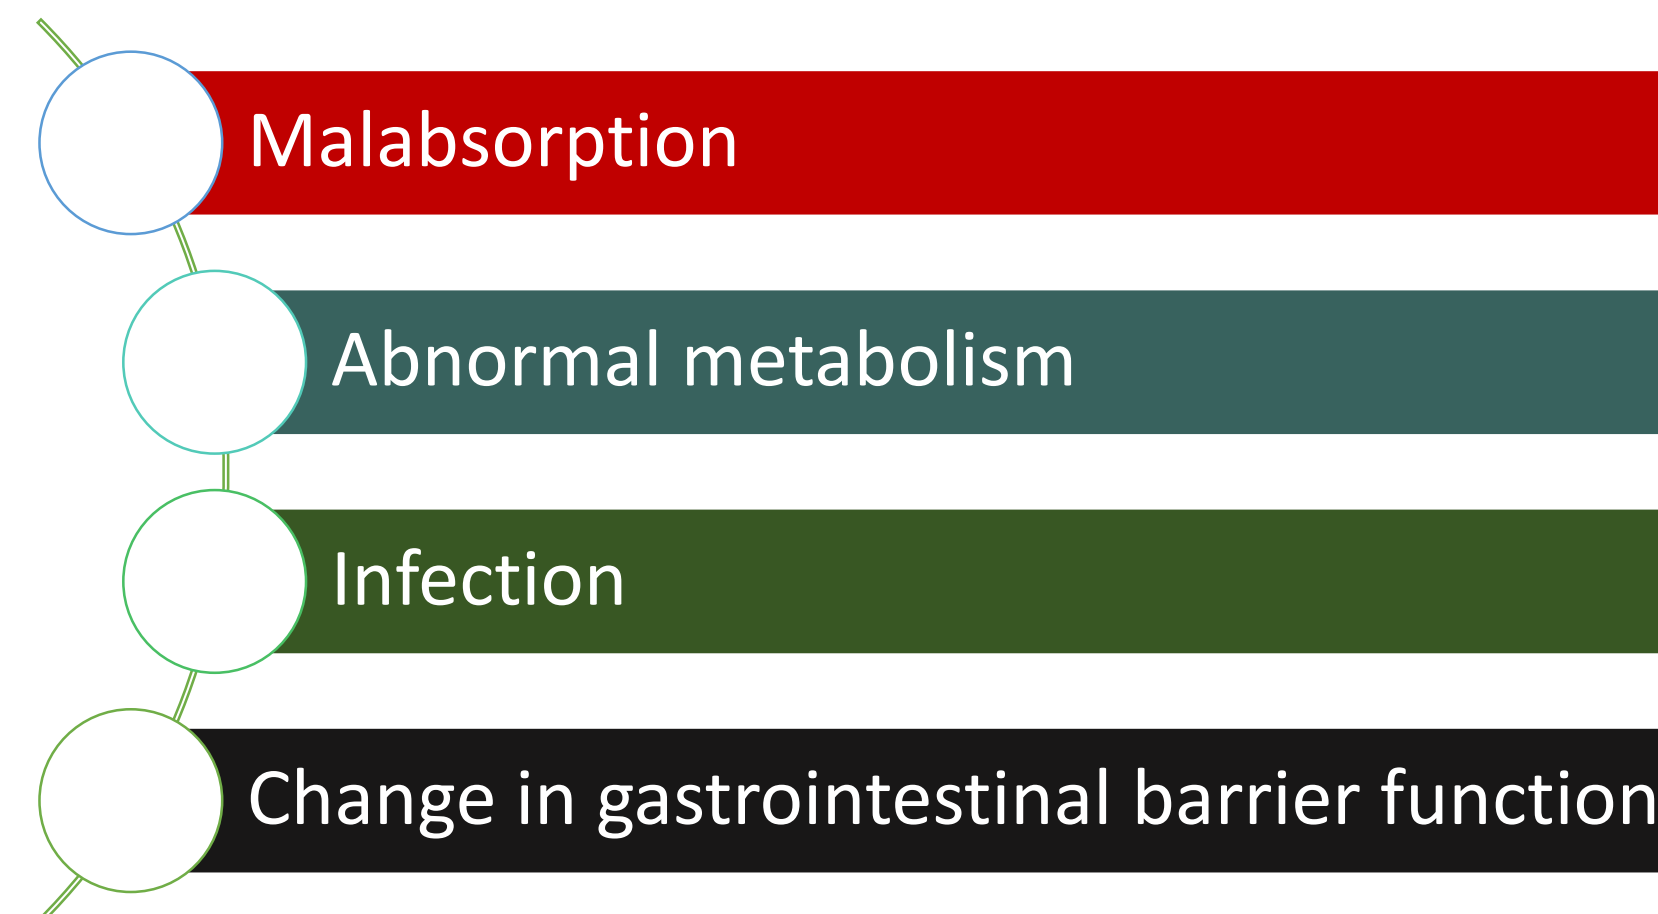 Malabsorption
Abnormal metabolism
Infection
Change in gastrointestinal barrier function